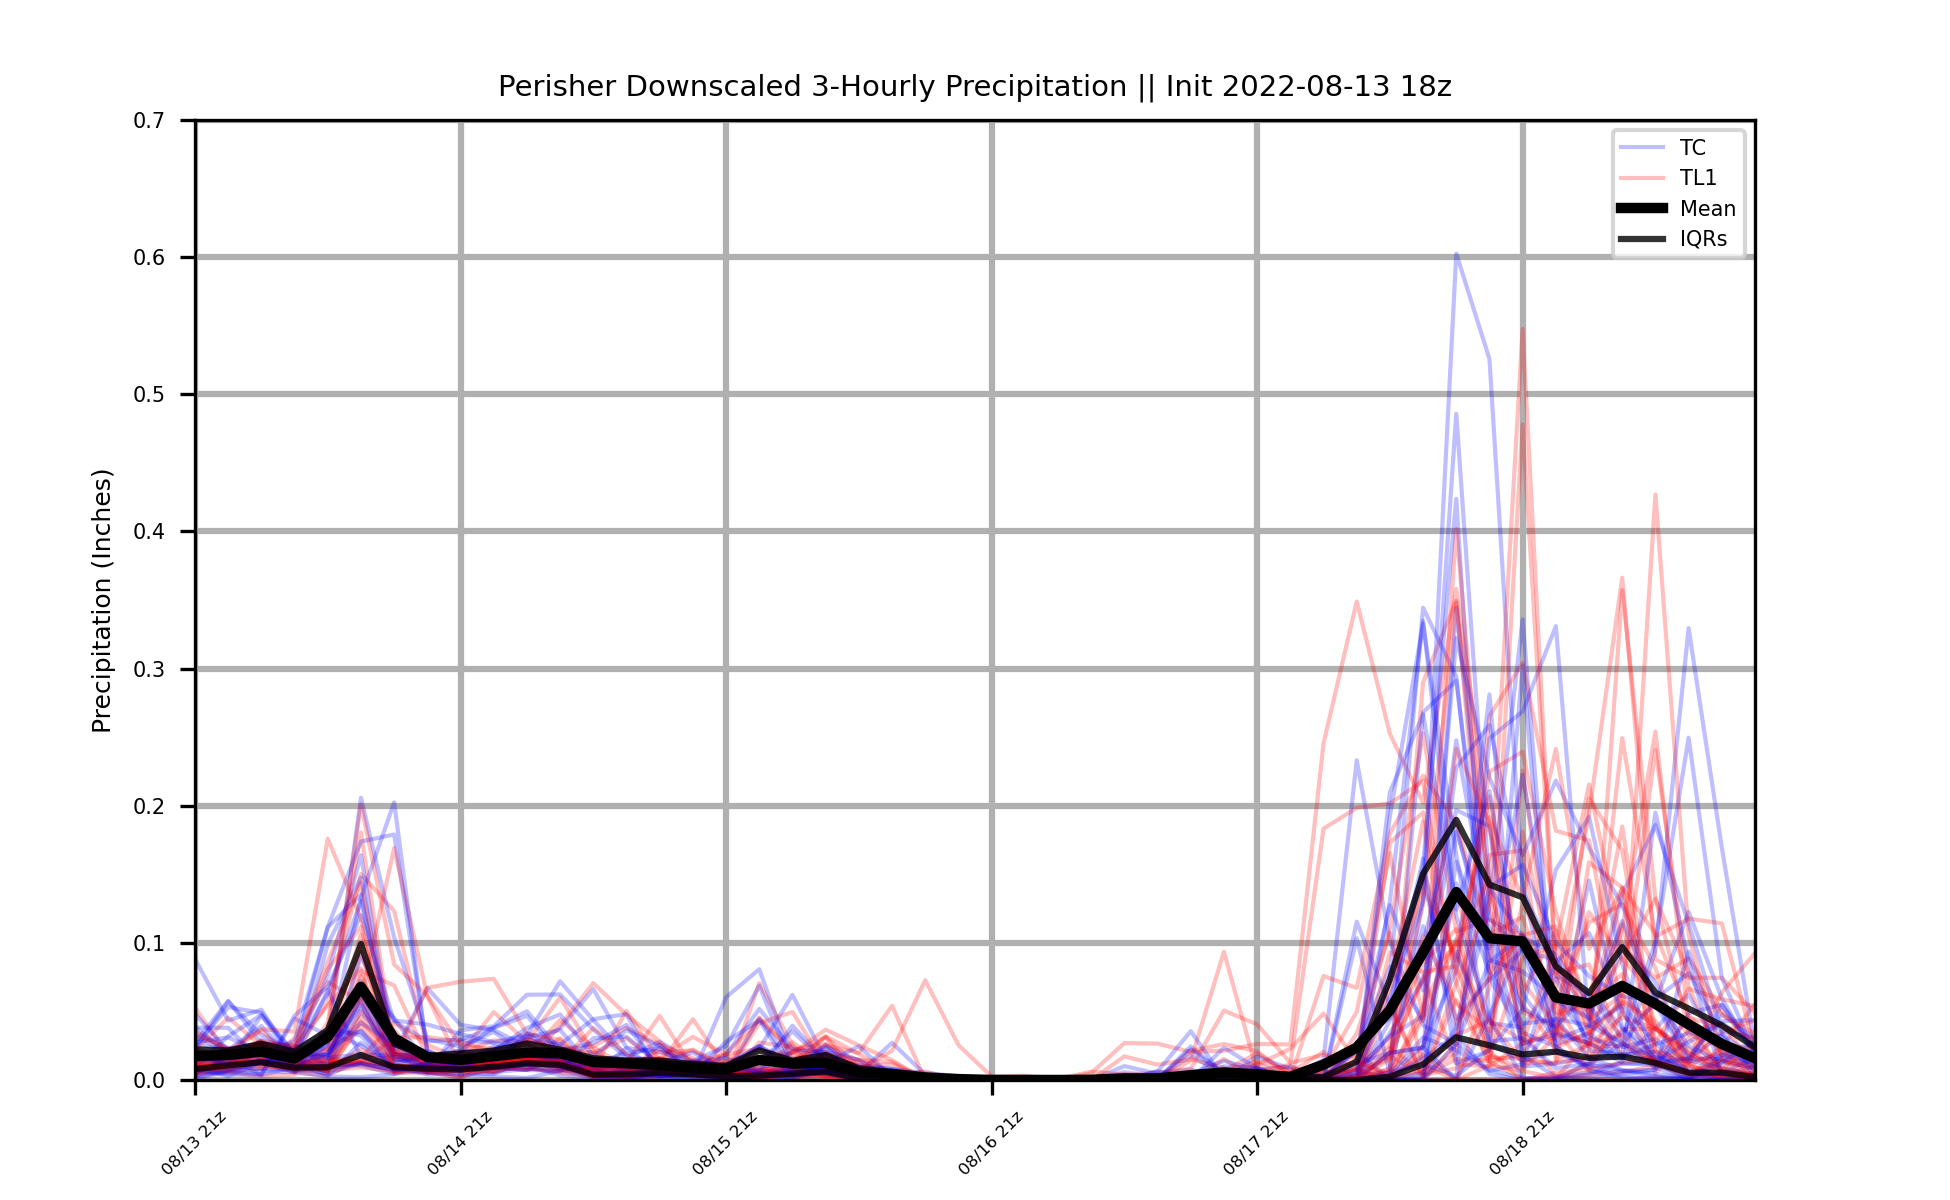 Perisher Downscaled 3-Hourly Precipitation || Init 2022-08-13 18z
0.7
0.6
0.5
0.4
0.3
0.2
0.1
0.0
Precipitation (Inches)
TC
TL1
Mean
IQRs
08/13 21z
08/14 21z
08/15 21z
08/16 21z
08/17 21z
08/18 21z